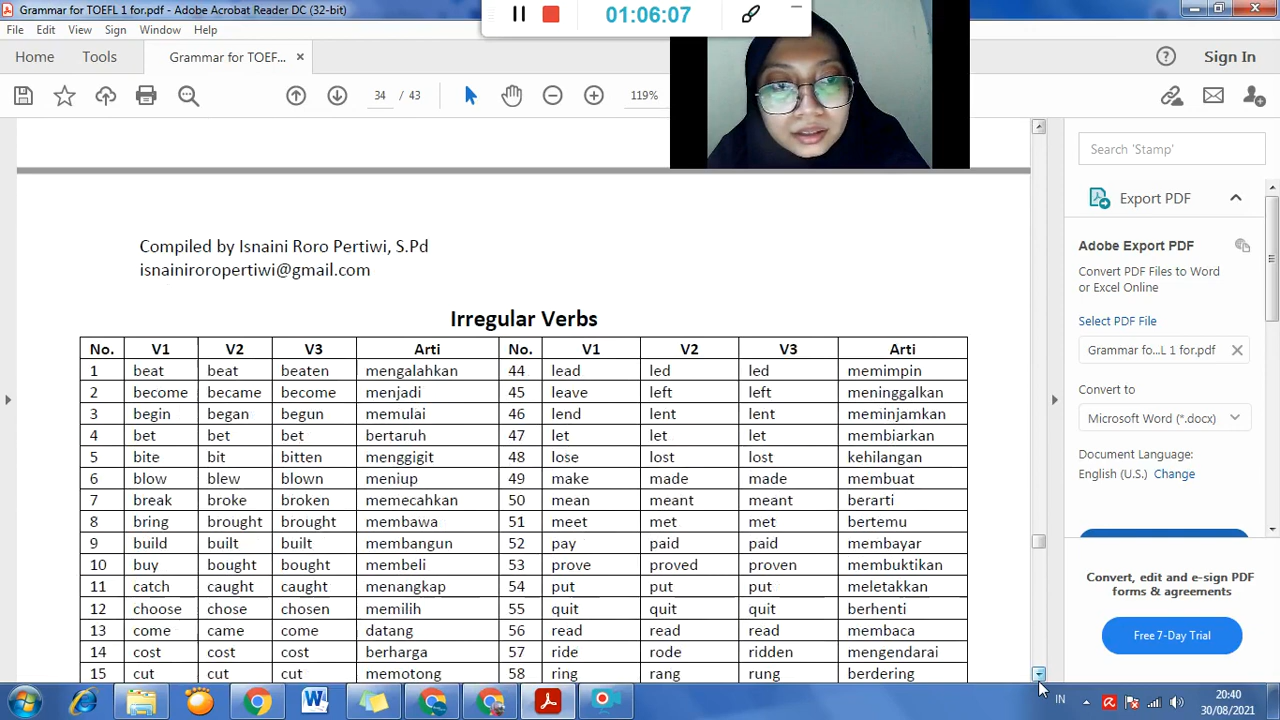 Grammar for TOEFL 1 for.pdf - Adobe Acrobat Reader DC (32-bit)
01:06:07
File Edit View Sign Window Help
Home Tools Grammar for TOEF... × Sign In
34 / 43 119%
Search 'Stamp'
Export PDF
Adobe Export PDF
Convert PDF Files to Word
or Excel Online
Select PDF File
Grammar fo...L 1 for.pdf
Convert to
Microsoft Word (*.docx)
Document Language:
English (U.S.) Change
Convert, edit and e-sign PDF
forms & agreements
Free 7-Day Trial
Compiled by Isnaini Roro Pertiwi, S.Pd
isnainiroropertiwi@gmail.com
Irregular Verbs
No. V1 V2 V3 Arti No. V1 V2 V3 Arti
1 beat beat beaten mengalahkan 44 lead led led memimpin
2 become became become menjadi 45 leave left left meninggalkan
3 begin began begun memulai 46 lend lent lent meminjamkan
4 bet bet bet bertaruh 47 let let let membiarkan
5 bite bit bitten menggigit 48 lose lost lost kehilangan
6 blow blew blown meniup 49 make made made membuat
7 break broke broken memecahkan 50 mean meant meant berarti
8 bring brought brought membawa 51 meet met met bertemu
9 build built built membangun 52 pay paid paid membayar
10 buy bought bought membeli 53 prove proved proven membuktikan
11 catch caught caught menangkap 54 put put put meletakkan
12 choose chose chosen memilih 55 quit quit quit berhenti
13 come came come datang 56 read read read membaca
14 cost cost cost berharga 57 ride rode ridden mengendarai
15 cut cut cut memotong 58 ring rang rung berdering
IN
20:40
30/08/2021